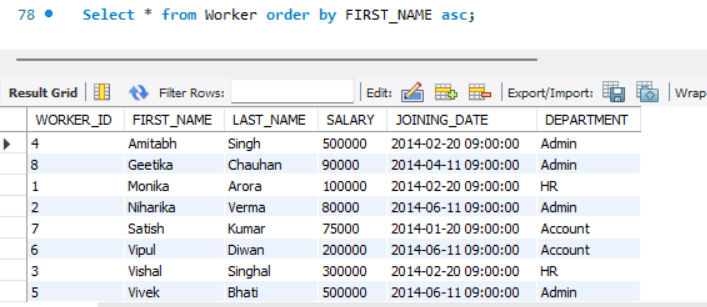 78 Select * from Worker order by FIRST_NAME asc;
Result Grid Filter Rows: Edit: Export/Import: Wrap
WORKER_ID FIRST_NAME LAST_NAME SALARY JOINING_DATE DEPARTMENT
4 Amitabh Singh 500000 2014-02-20 09:00:00 Admin
8 Geetika Chauhan 90000 2014-04-11 09:00:00 Admin
1 Monika Arora 100000 2014-02-20 09:00:00 HR
2 Niharika Verma 80000 2014-06-11 09:00:00 Admin
7 Satish Kumar 75000 2014-01-20 09:00:00 Account
6 Vipul Diwan 200000 2014-06-11 09:00:00 Account
3 Vishal Singhal 300000 2014-02-20 09:00:00 HR
5 Vivek Bhati 500000 2014-06-11 09:00:00 Admin